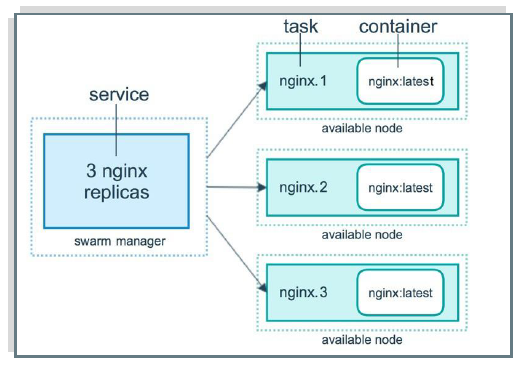 task
container
nginx.1
nginx:latest
available node
service
3 nginx
replicas
swarm manager
nginx.2
nginx:latest
available node
nginx.3
nginx:latest
available node